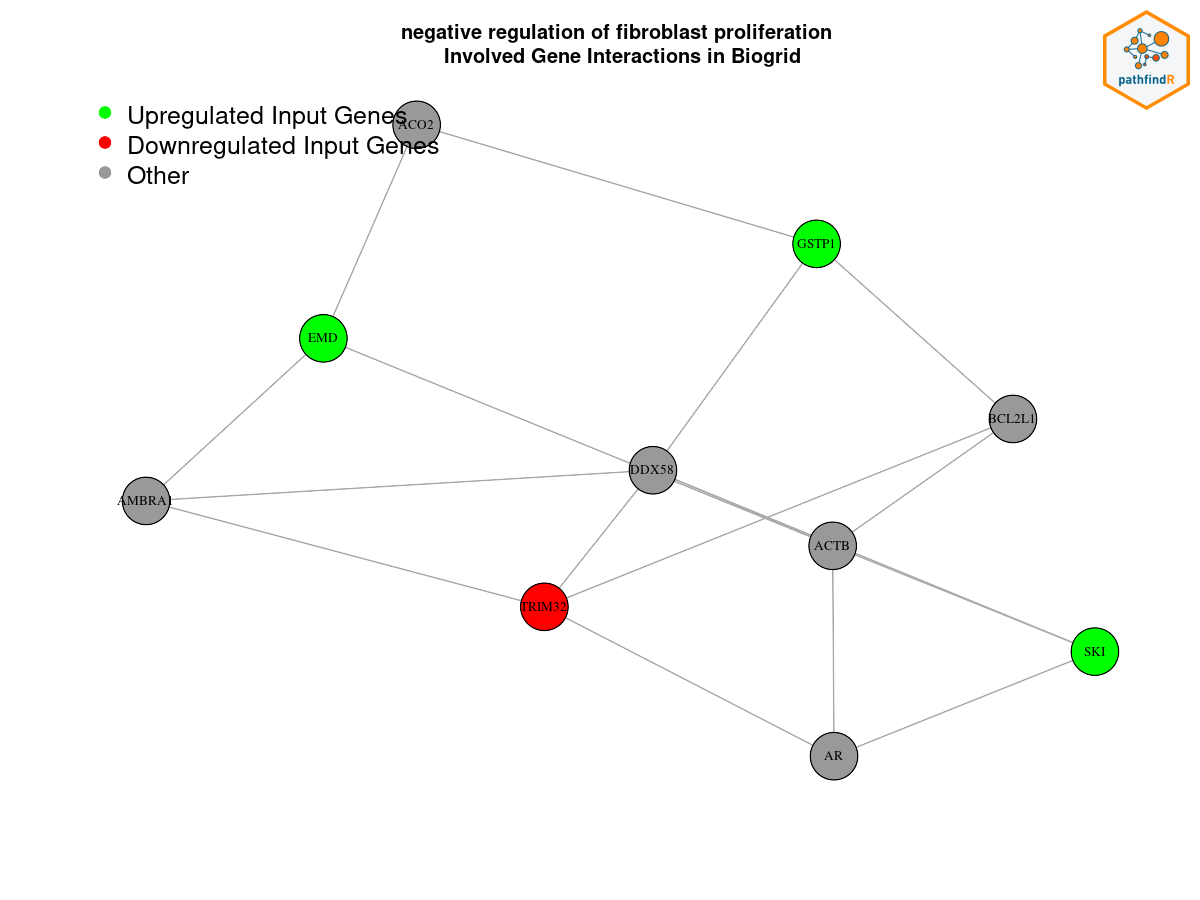 negative regulation of fibroblast proliferation
Involved Gene Interactions in Biogrid
pathfindR
Upregulated Input Genes
Downregulated Input Genes
Other
ACO2
GSTP1
EMD
BCL2L1
DDX58
AMBRA1
ACTB
TRIM32
SKI
AR